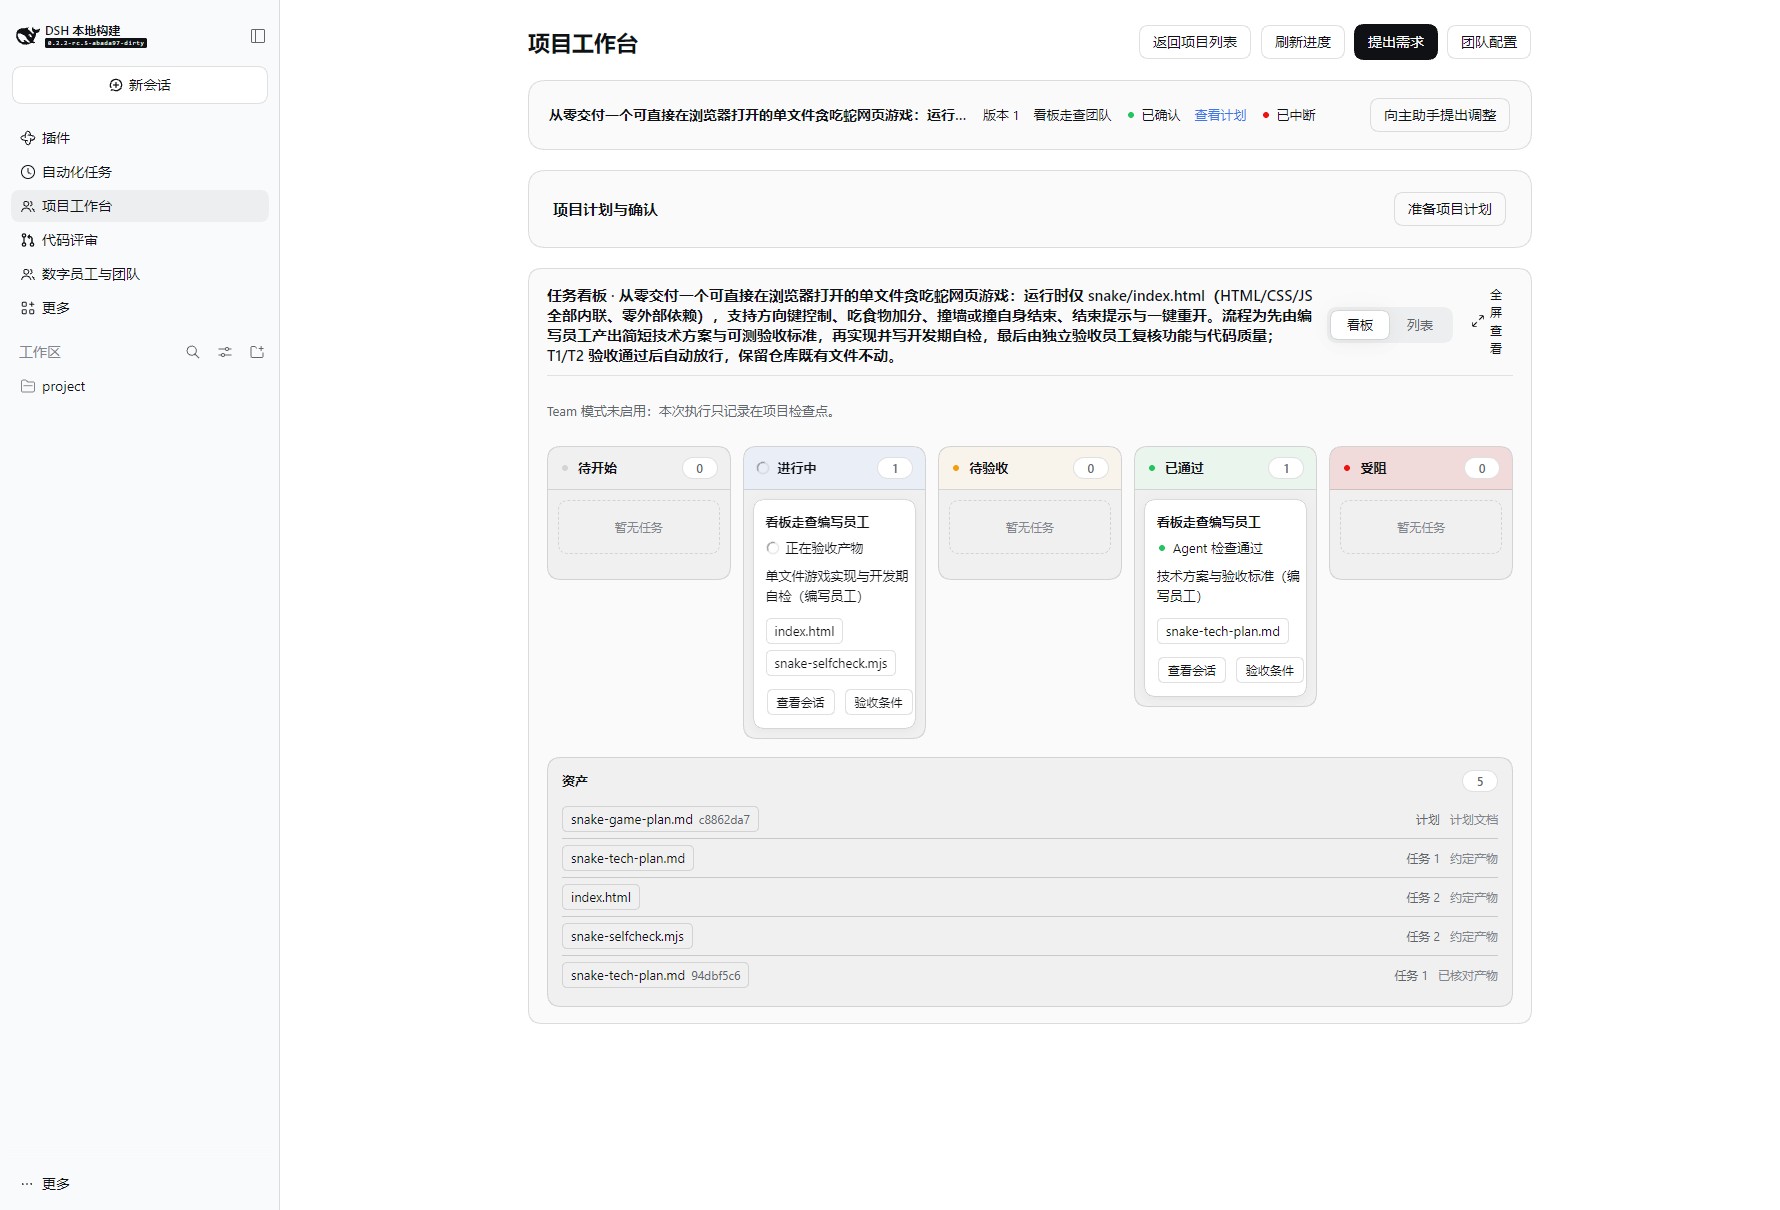 DSH 本地构建
0.2.2-rc.5-abada97-dirty
新会话
插件
自动化任务
项目工作台
代码评审
数字员工与团队
更多
工作区
project
更多
项目工作台
返回项目列表
刷新进度
提出需求
团队配置
从零交付一个可直接在浏览器打开的单文件贪吃蛇网页游戏：运行... 版本 1 看板走查团队 已确认 查看计划 已中断
向主助手提出调整
项目计划与确认
准备项目计划
任务看板 · 从零交付一个可直接在浏览器打开的单文件贪吃蛇网页游戏：运行时仅 snake/index.html（HTML/CSS/JS
全部内联、零外部依赖），支持方向键控制、吃食物加分、撞墙或撞自身结束、结束提示与一键重开。流程为先由编
写员工产出简短技术方案与可测验收标准，再实现并写开发期自检，最后由独立验收员工复核功能与代码质量；
T1/T2 验收通过后自动放行，保留仓库既有文件不动。
看板
列表
全
屏
查
看
Team 模式未启用：本次执行只记录在项目检查点。
待开始 0
暂无任务
进行中 1
看板走查编写员工
正在验收产物
单文件游戏实现与开发期
自检（编写员工）
index.html
snake-selfcheck.mjs
查看会话
验收条件
待验收 0
暂无任务
已通过 1
看板走查编写员工
Agent 检查通过
技术方案与验收标准（编
写员工）
snake-tech-plan.md
查看会话
验收条件
受阻 0
暂无任务
资产 5
snake-game-plan.md c8862da7 计划 计划文档
snake-tech-plan.md 任务 1 约定产物
index.html 任务 2 约定产物
snake-selfcheck.mjs 任务 2 约定产物
snake-tech-plan.md 94dbf5c6 任务 1 已核对产物